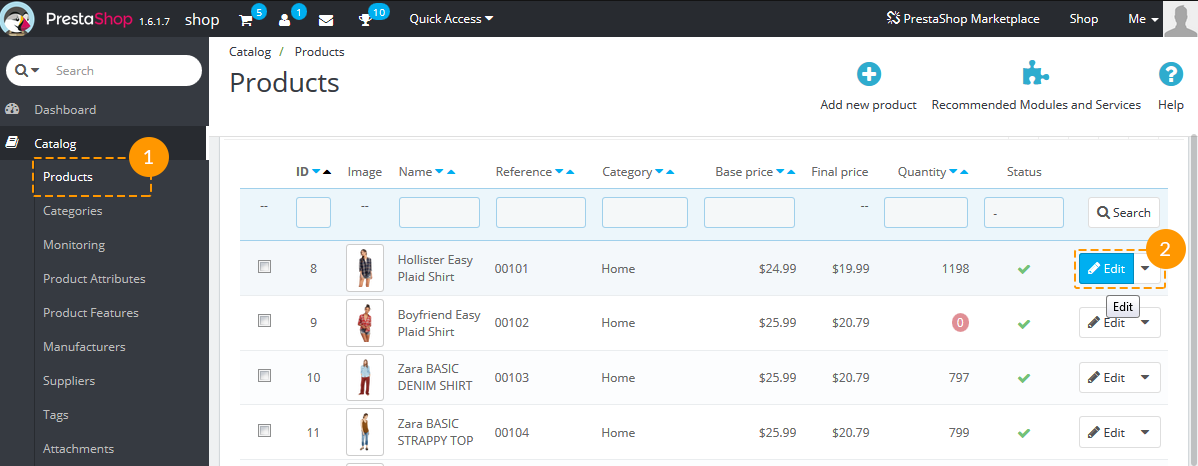 PrestaShop 1.6.1.7 shop 5 1 10 Quick Access PrestaShop Marketplace Shop Me
Search
Dashboard
Catalog
1
Products
Categories
Monitoring
Product Attributes
Product Features
Manufacturers
Suppliers
Tags
Attachments
Catalog / Products
Products
Add new product Recommended Modules and Services Help
ID Image Name Reference Category Base price Final price Quantity Status
-- -- -- - Search
2
8 Hollister Easy Plaid Shirt 00101 Home $24.99 $19.99 1198 Edit
Edit
9 Boyfriend Easy Plaid Shirt 00102 Home $25.99 $20.79 0 Edit
10 Zara BASIC DENIM SHIRT 00103 Home $25.99 $20.79 797 Edit
11 Zara BASIC STRAPPY TOP 00104 Home $25.99 $20.79 799 Edit